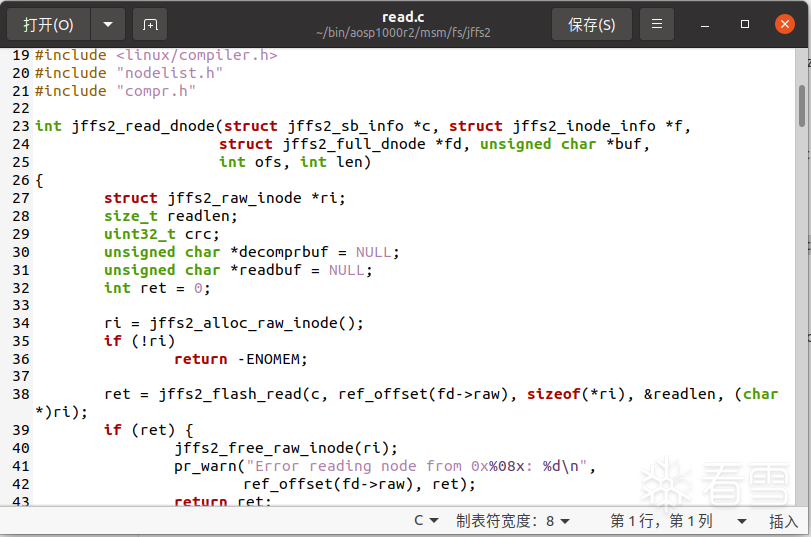 打开(O)
read.c
~/bin/aosp1000r2/msm/fs/jffs2
保存(S)
19 #include <linux/compiler.h>
20 #include "nodelist.h"
21 #include "compr.h"
22
23 int jffs2_read_dnode(struct jffs2_sb_info *c, struct jffs2_inode_info *f,
24 struct jffs2_full_dnode *fd, unsigned char *buf,
25 int ofs, int len)
26 {
27 struct jffs2_raw_inode *ri;
28 size_t readlen;
29 uint32_t crc;
30 unsigned char *decomprbuf = NULL;
31 unsigned char *readbuf = NULL;
32 int ret = 0;
33
34 ri = jffs2_alloc_raw_inode();
35 if (!ri)
36 return -ENOMEM;
37
38 ret = jffs2_flash_read(c, ref_offset(fd->raw), sizeof(*ri), &readlen, (char
*)ri);
39 if (ret) {
40 jffs2_free_raw_inode(ri);
41 pr_warn("Error reading node from 0x%08x: %d\n",
42 ref_offset(fd->raw), ret);
43 return ret;
看雪
C 制表符宽度: 8 第 1 行, 第 1 列 插入